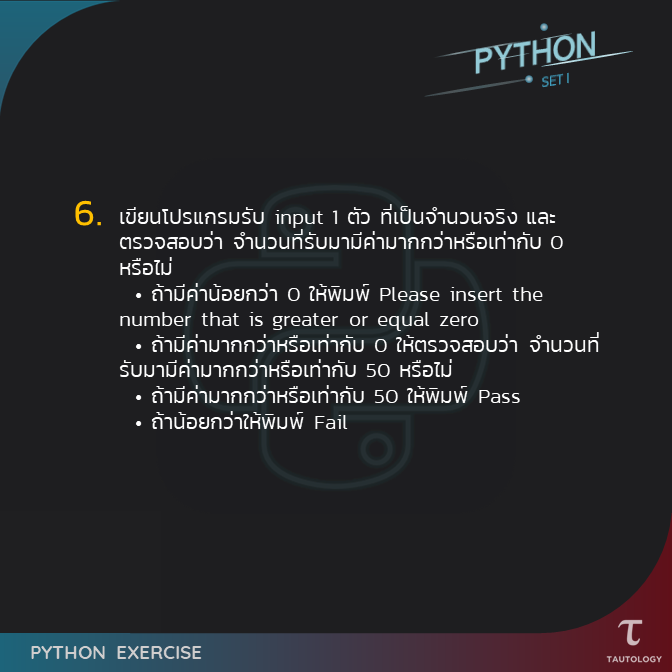 PYTHON
SET I
6. เขียนโปรแกรมรับ input 1 ตัว ที่เป็นจำนวนจริง และ
ตรวจสอบว่า จำนวนที่รับมามีค่ามากกว่าหรือเท่ากับ 0
หรือไม่
• ถ้ามีค่าน้อยกว่า 0 ให้พิมพ์ Please insert the
number that is greater or equal zero
• ถ้ามีค่ามากกว่าหรือเท่ากับ 0 ให้ตรวจสอบว่า จำนวนที่
รับมามีค่ามากกว่าหรือเท่ากับ 50 หรือไม่
• ถ้ามีค่ามากกว่าหรือเท่ากับ 50 ให้พิมพ์ Pass
• ถ้าน้อยกว่าให้พิมพ์ Fail
PYTHON EXERCISE
τ
TAUTOLOGY